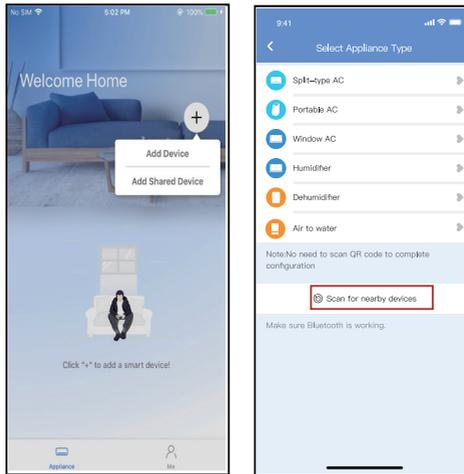 No SIM 5:02 PM 100%
Welcome Home
+
Add Device
Add Shared Device
Click "+" to add a smart device!
Appliance Me
9:41
Select Appliance Type
Split-type AC
Portable AC
Window AC
Humidifier
Dehumidifier
Air to water
Note:No need to scan QR code to complete
configuration
Scan for nearby devices
Make sure Bluetooth is working.